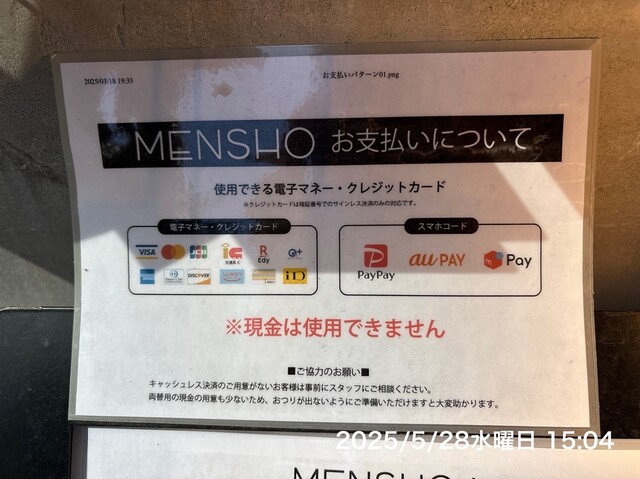 2025/03/18 19:33
お支払いパターン01.png
MENSHO お支払いについて
使用できる電子マネー・クレジットカード
※クレジットカードは暗証番号でのサインレス決済のみの対応です。
電子マネー・クレジットカード
スマホコード
VISA
JCB
交通系IC
R Edy
Q+
DISCOVER
WAON
iD
PayPay
au PAY
Pay
※現金は使用できません
■ご協力のお願い■
キャッシュレス決済のご用意がないお客様は事前にスタッフにご相談ください。
両替用の現金の用意も少ないため、おつりが出ないようにご準備いただけますと大変助かります。
2025/5/28水曜日 15:04
MENSHO